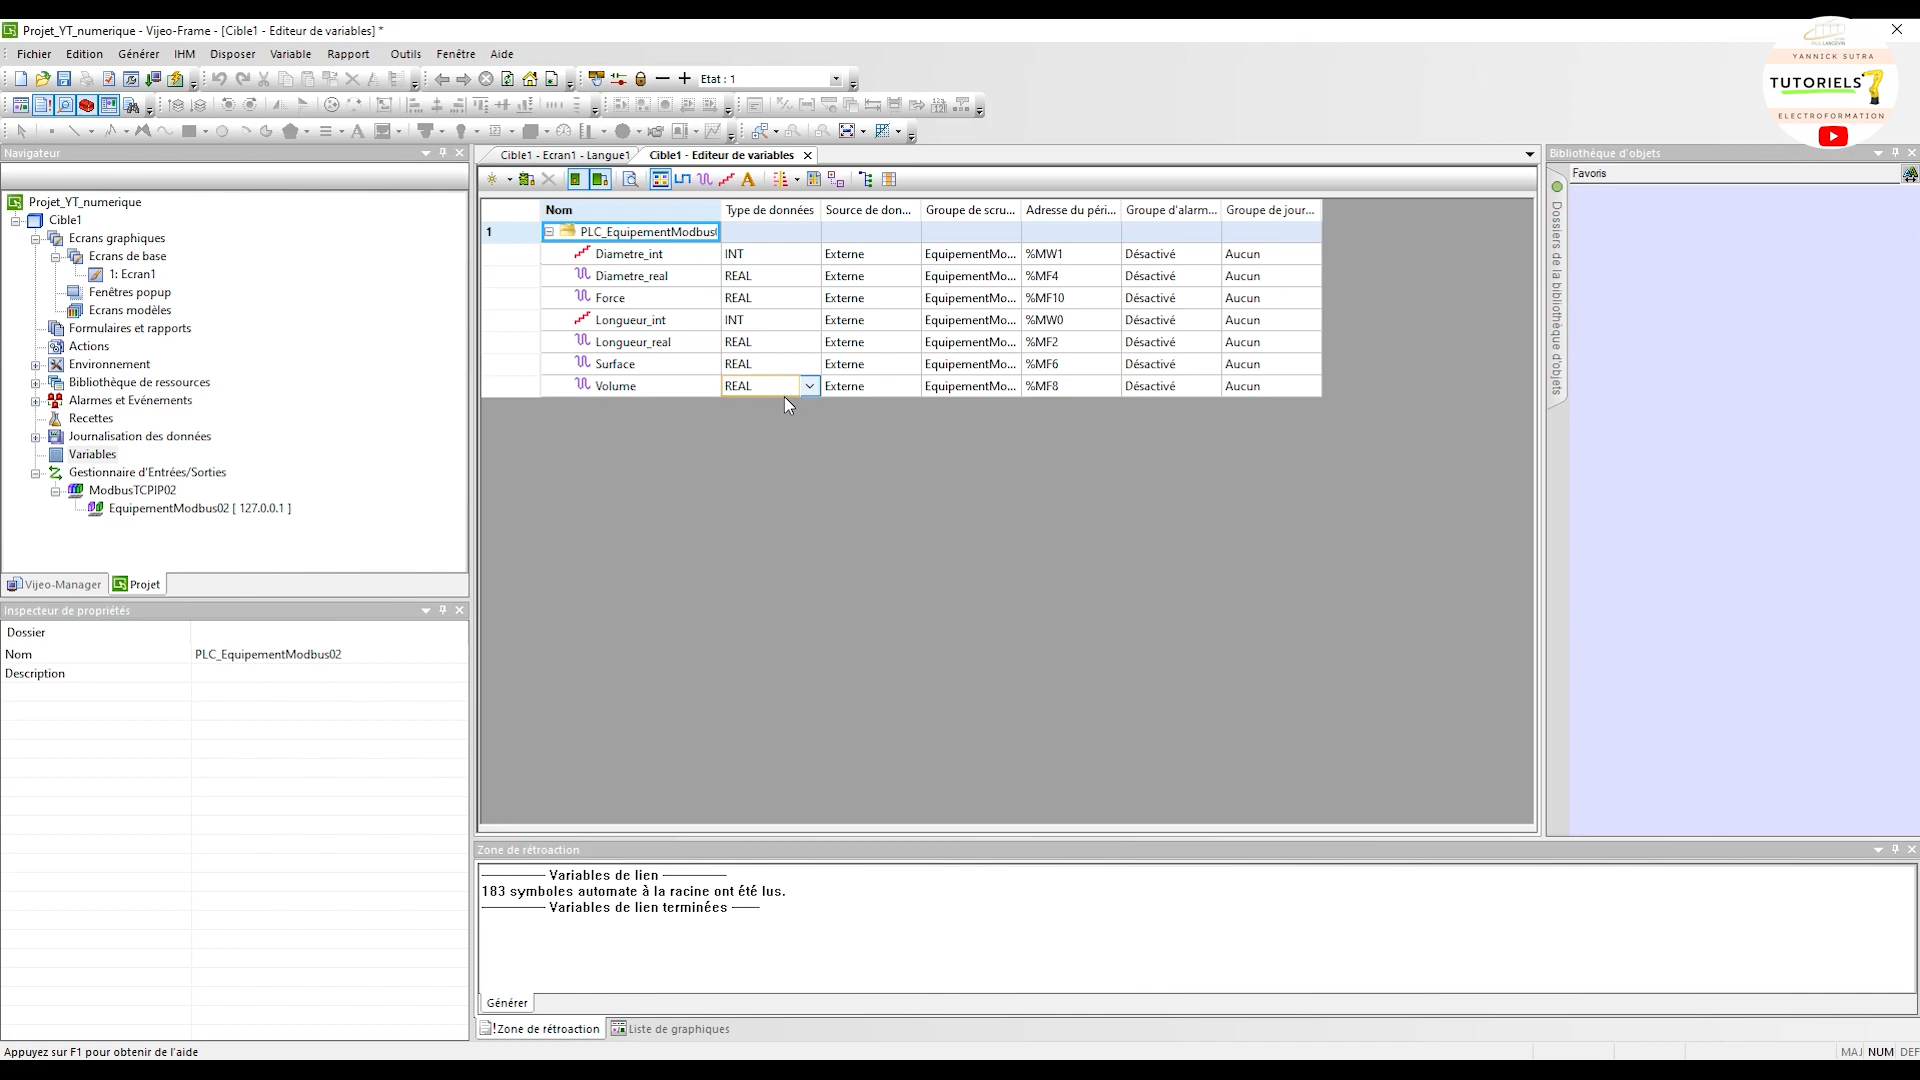 Projet_YT_numerique - Vijeo-Frame - [Cible1 - Editeur de variables] *
Fichier Edition Générer IHM Disposer Variable Rapport Outils Fenêtre Aide
Etat : 1
YANNICK SUTRA
TUTORIELS
ELECTROFORMATION
Navigateur
Projet_YT_numerique
Cible1
Ecrans graphiques
Ecrans de base
1: Ecran1
Fenêtres popup
Ecrans modèles
Formulaires et rapports
Actions
Environnement
Bibliothèque de ressources
Alarmes et Evénements
Recettes
Journalisation des données
Variables
Gestionnaire d'Entrées/Sorties
ModbusTCPIP02
EquipementModbus02 [ 127.0.0.1 ]
Vijeo-Manager Projet
Inspecteur de propriétés
Dossier
Nom PLC_EquipementModbus02
Description
Cible1 - Ecran1 - Langue1 Cible1 - Editeur de variables
Nom Type de données Source de don... Groupe de scru... Adresse du péri... Groupe d'alarm... Groupe de jour...
1 PLC_EquipementModbus
Diametre_int INT Externe EquipementMo... %MW1 Désactivé Aucun
Diametre_real REAL Externe EquipementMo... %MF4 Désactivé Aucun
Force REAL Externe EquipementMo... %MF10 Désactivé Aucun
Longueur_int INT Externe EquipementMo... %MW0 Désactivé Aucun
Longueur_real REAL Externe EquipementMo... %MF2 Désactivé Aucun
Surface REAL Externe EquipementMo... %MF6 Désactivé Aucun
Volume REAL Externe EquipementMo... %MF8 Désactivé Aucun
Bibliothèque d'objets
Favoris
Dossiers de la bibliothèque d'objets
Zone de rétroaction
Variables de lien
183 symboles automate à la racine ont été lus.
Variables de lien terminées
Générer
!Zone de rétroaction Liste de graphiques
Appuyez sur F1 pour obtenir de l'aide
MAJ NUM DEF